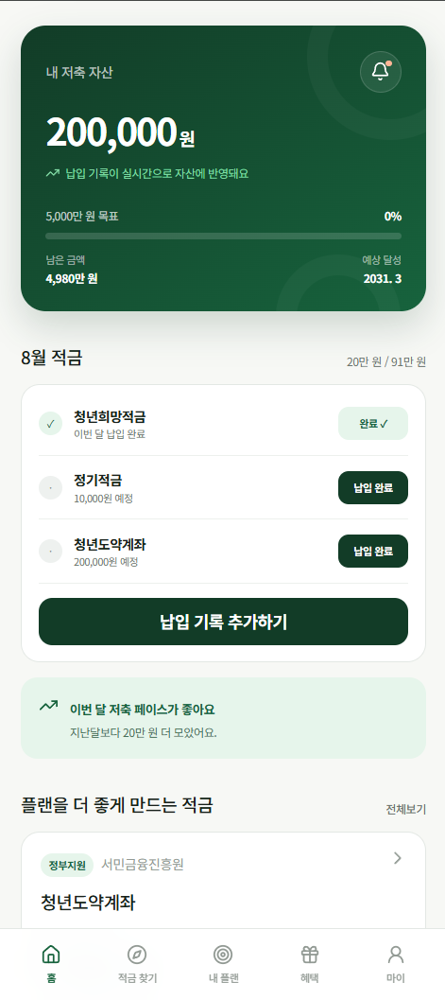 내 저축 자산
200,000원
납입 기록이 실시간으로 자산에 반영돼요
5,000만 원 목표 0%
남은 금액 예상 달성
4,980만 원 2031. 3
8월 적금 20만 원 / 91만 원
청년희망적금
이번 달 납입 완료
완료 ✓
정기적금
10,000원 예정
납입 완료
청년도약계좌
200,000원 예정
납입 완료
납입 기록 추가하기
이번 달 저축 페이스가 좋아요
지난달보다 20만 원 더 모았어요.
플랜을 더 좋게 만드는 적금 전체보기
정부지원 서민금융진흥원
청년도약계좌
홈 적금 찾기 내 플랜 혜택 마이